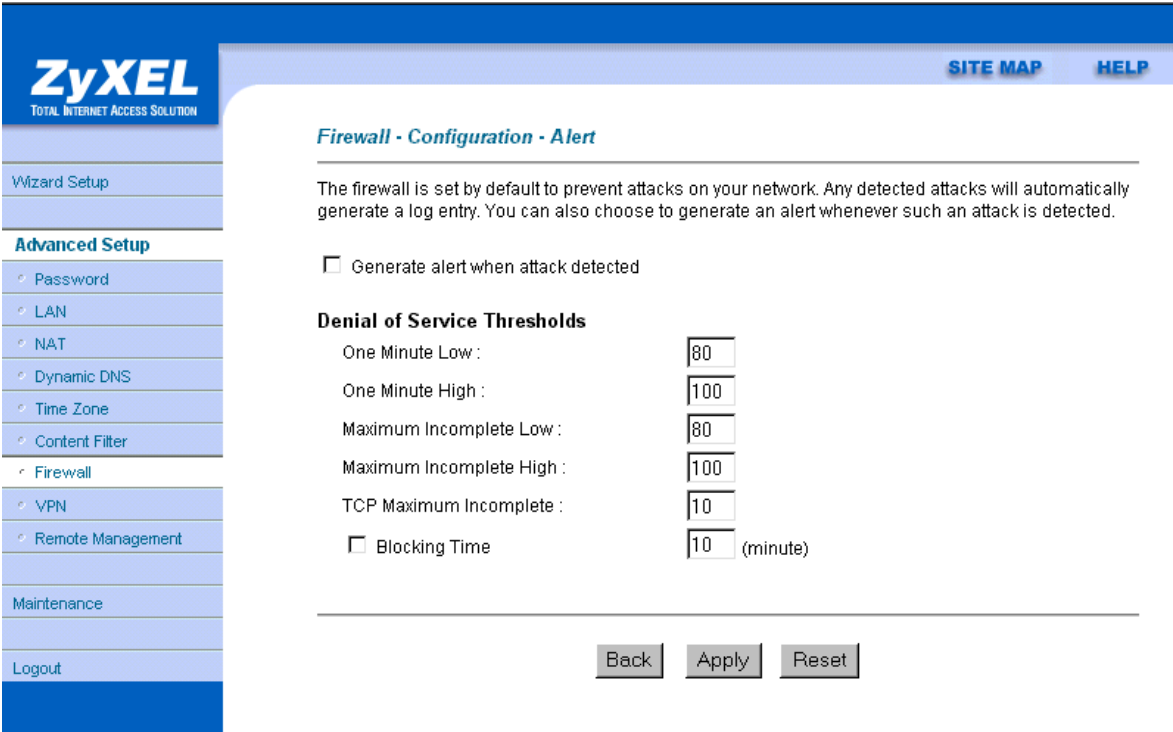 ZyXEL
TOTAL INTERNET ACCESS SOLUTION
SITE MAP HELP
Wizard Setup
Advanced Setup
Password
LAN
NAT
Dynamic DNS
Time Zone
Content Filter
Firewall
VPN
Remote Management
Maintenance
Logout
Firewall - Configuration - Alert
The firewall is set by default to prevent attacks on your network. Any detected attacks will automatically
generate a log entry. You can also choose to generate an alert whenever such an attack is detected.
Generate alert when attack detected
Denial of Service Thresholds
One Minute Low : 80
One Minute High : 100
Maximum Incomplete Low : 80
Maximum Incomplete High : 100
TCP Maximum Incomplete : 10
Blocking Time 10 (minute)
Back Apply Reset